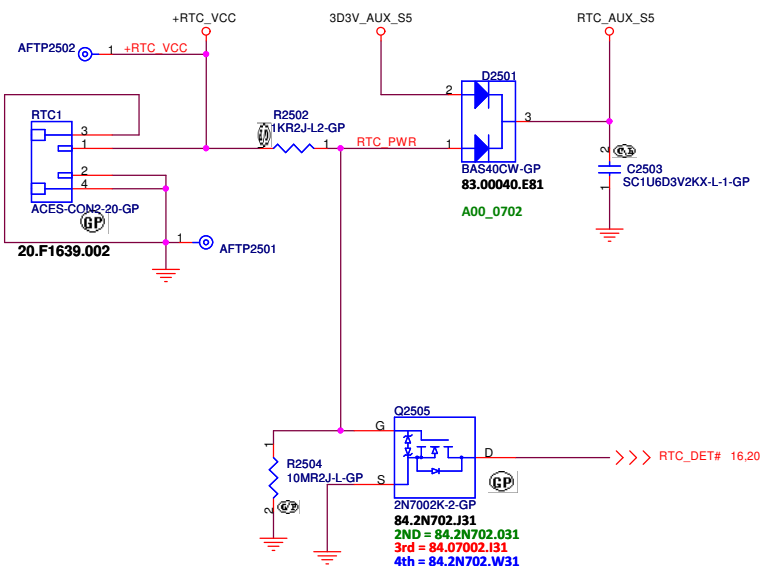 +RTC_VCC
3D3V_AUX_S5
RTC_AUX_S5
AFTP2502
1
+RTC_VCC
D2501
2
3
1
RTC1
3
1
2
4
R2502
1KR2J-L2-GP
1
RTC_PWR
BAS40CW-GP
83.00040.E81
A00_0702
2
1
C2503
SC1U6D3V2KX-L-1-GP
ACES-CON2-20-GP
GP
20.F1639.002
1
AFTP2501
Q2505
G
D
S
RTC_DET# 16,20
1
R2504
10MR2J-L-GP
2
GP
2N7002K-2-GP
84.2N702.J31
2ND = 84.2N702.031
3rd = 84.07002.I31
4th = 84.2N702.W31